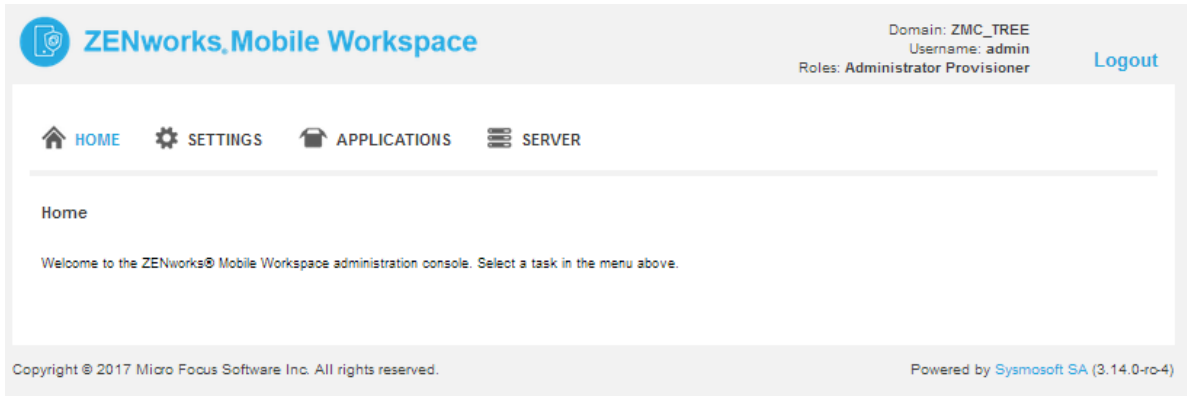 ZENworks® Mobile Workspace
Domain: ZMC_TREE
Username: admin
Roles: Administrator Provisioner
Logout
HOME SETTINGS APPLICATIONS SERVER
Home
Welcome to the ZENworks® Mobile Workspace administration console. Select a task in the menu above.
Copyright © 2017 Micro Focus Software Inc. All rights reserved.
Powered by Sysmosoft SA (3.14.0-rc-4)